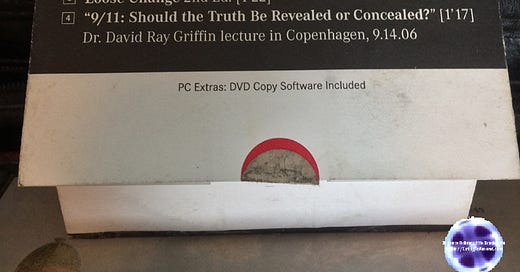 4 "9/11: Should the Truth Be Revealed or Concealed?" [1'17]
Dr. David Ray Griffin lecture in Copenhagen, 9.14.06
PC Extras: DVD Copy Software Included